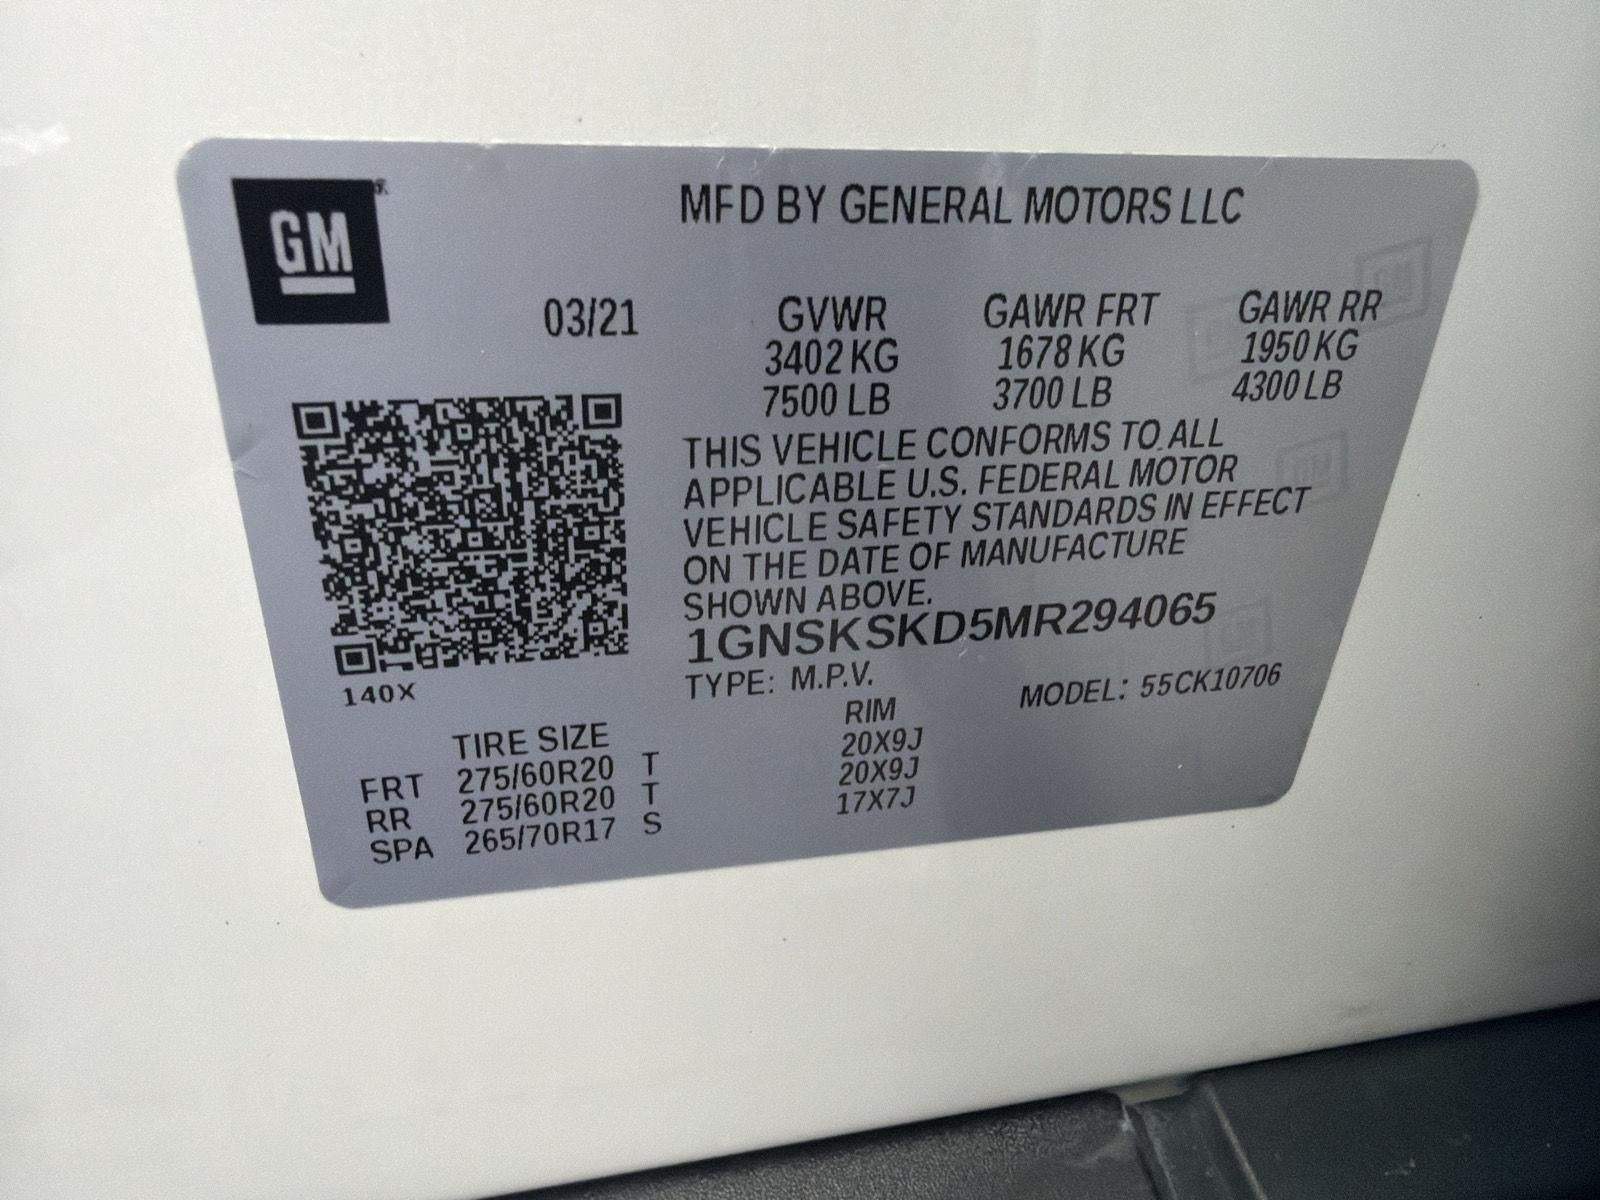 GM
MFD BY GENERAL MOTORS LLC
03/21 GVWR GAWR FRT GAWR RR
3402 KG 1678 KG 1950 KG
7500 LB 3700 LB 4300 LB
THIS VEHICLE CONFORMS TO ALL
APPLICABLE U.S. FEDERAL MOTOR
VEHICLE SAFETY STANDARDS IN EFFECT
ON THE DATE OF MANUFACTURE
SHOWN ABOVE.
1GNSKSKD5MR294065
TYPE: M.P.V. MODEL: 55CK10706
140X
TIRE SIZE RIM
FRT 275/60R20 T 20X9J
RR 275/60R20 T 20X9J
SPA 265/70R17 S 17X7J